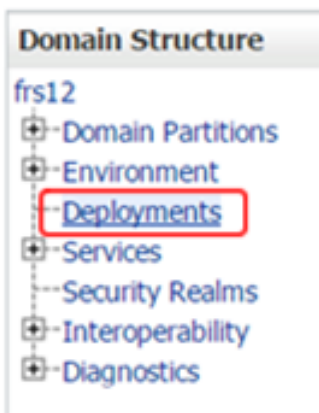 Domain Structure
frs12
Domain Partitions
Environment
Deployments
Services
Security Realms
Interoperability
Diagnostics